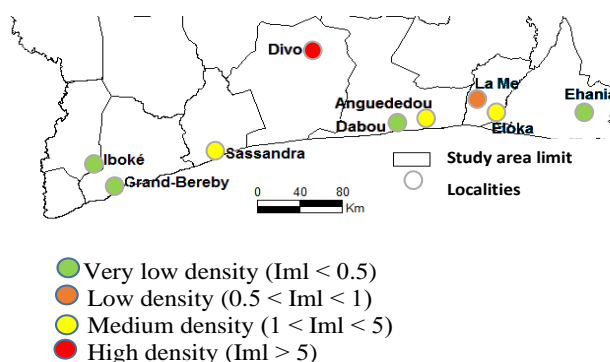 Divo
La Me
Ehania
Anguededou
Dabou
Eloka
Iboké
Sassandra
Grand-Bereby
Study area limit
Localities
0 40 80
Km
Very low density (Iml < 0.5)
Low density (0.5 < Iml < 1)
Medium density (1 < Iml < 5)
High density (Iml > 5)